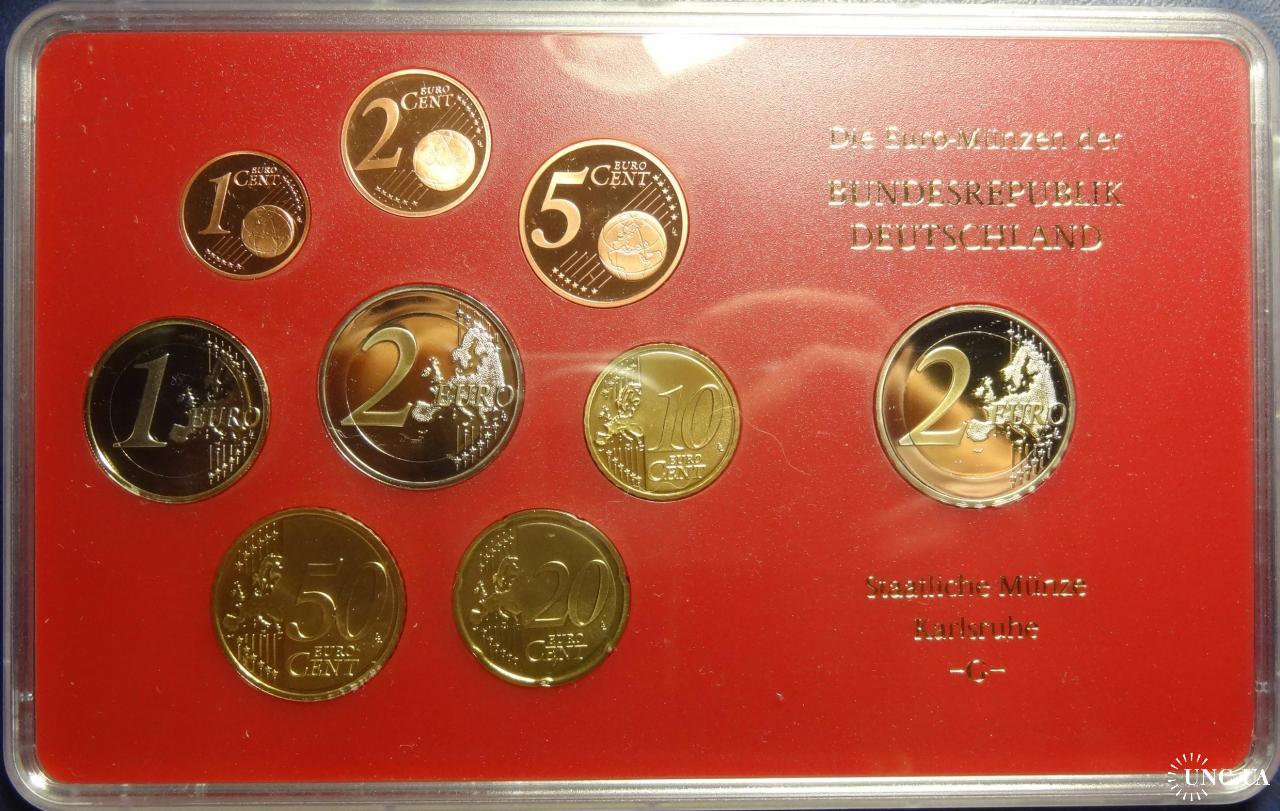 2 EURO CENT
1 EURO CENT
5 EURO CENT
Die Euro-Münzen der
BUNDESREPUBLIK
DEUTSCHLAND
1 EURO
2 EURO
10 EURO CENT
2 EURO
50 EURO CENT
20 EURO CENT
Staatliche Münze
Karlsruhe
-G-
UNC.UA